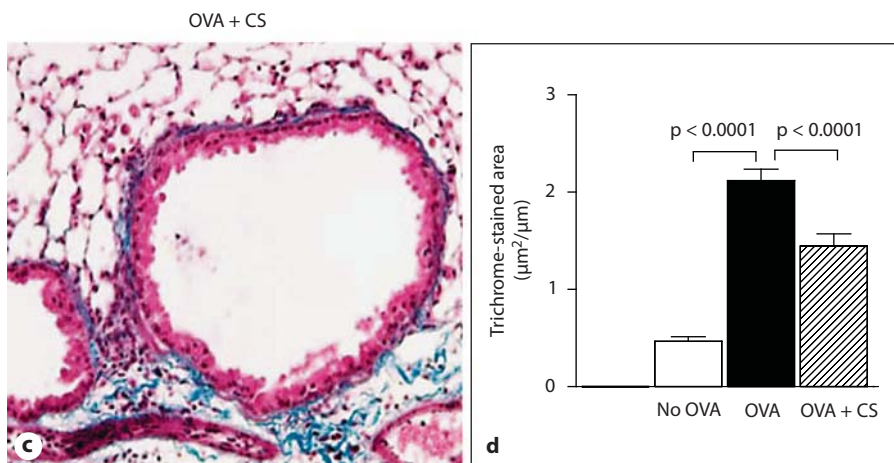 OVA + CS
c
3
2
1
0
Trichrome-stained area
(µm²/µm)
p < 0.0001
p < 0.0001
No OVA
OVA
OVA + CS
d